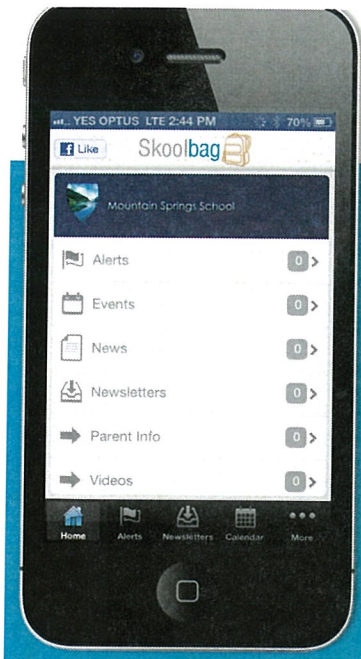 YES OPTUS LTE 2:44 PM 70%
f Like Skoolbag
Mountain Springs School
Alerts 0 >
Events 0 >
News 0 >
Newsletters 0 >
Parent Info 0 >
Videos 0 >
Home Alerts Newsletters Calendar More